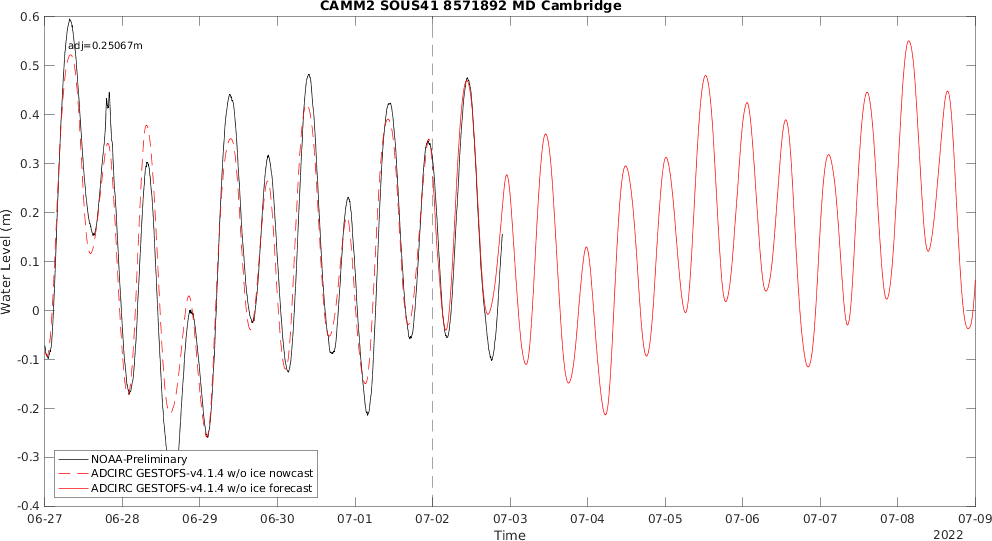 CAMM2 SOUS41 8571892 MD Cambridge
adj=0.25067m
Water Level (m)
0.6
0.5
0.4
0.3
0.2
0.1
0
-0.1
-0.2
-0.3
-0.4
NOAA-Preliminary
ADCIRC GESTOFS-v4.1.4 w/o ice nowcast
ADCIRC GESTOFS-v4.1.4 w/o ice forecast
06-27 06-28 06-29 06-30 07-01 07-02 07-03 07-04 07-05 07-06 07-07 07-08 07-09
Time
2022